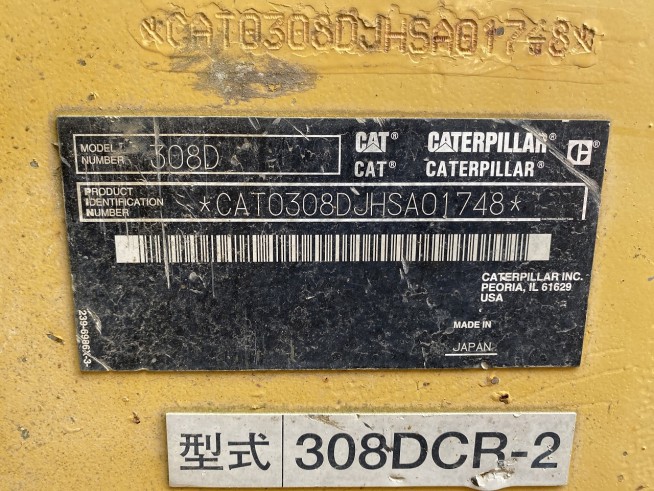 *CAT0308DJHSA01748*
MODEL NUMBER 308D
CAT® CATERPILLAR®
CAT® CATERPILLAR®
PRODUCT IDENTIFICATION NUMBER *CAT0308DJHSA01748*
CATERPILLAR INC.
PEORIA, IL 61629
USA
MADE IN
JAPAN
型式 308DCR-2